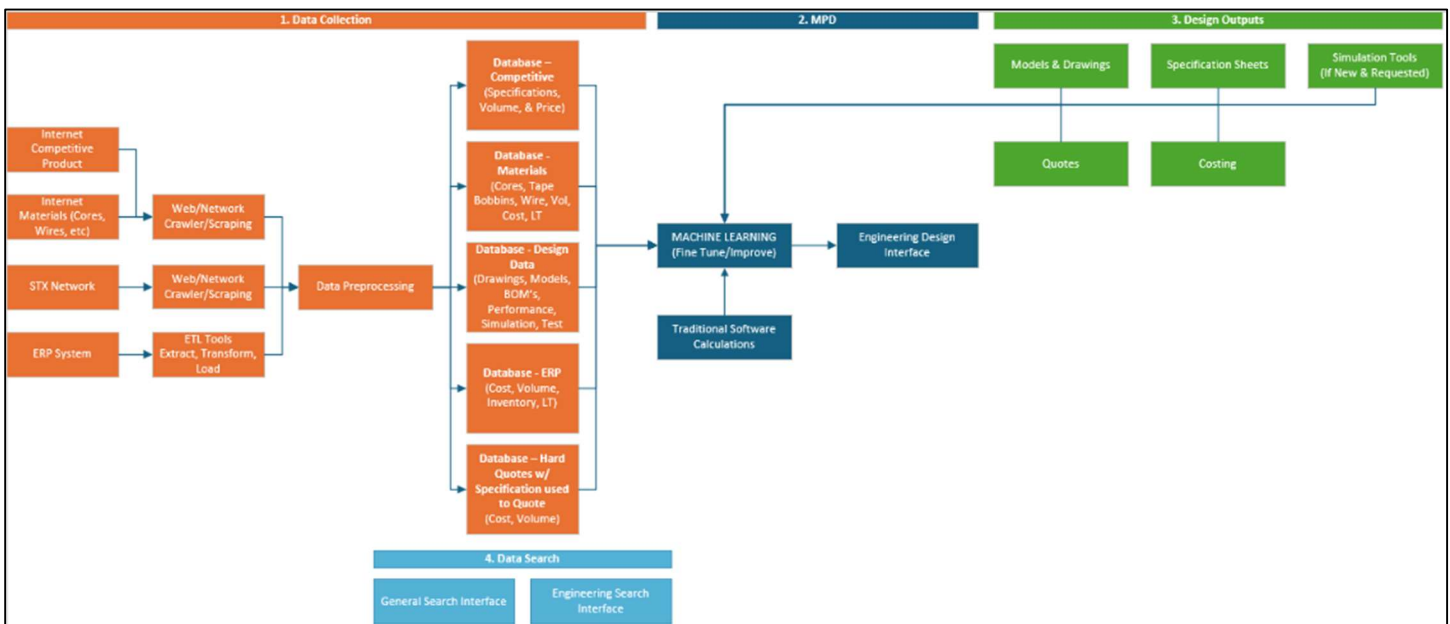 1. Data Collection
2. MPD
3. Design Outputs
Internet
Competitive
Product
Internet
Materials (Cores,
Wires, etc)
STX Network
ERP System
Web/Network
Crawler/Scraping
Web/Network
Crawler/Scraping
ETL Tools
Extract, Transform,
Load
Data Preprocessing
Database –
Competitive
(Specifications,
Volume, & Price)
Database -
Materials
(Cores, Tape
Bobbins, Wire, Vol,
Cost, LT
Database - Design
Data
(Drawings, Models,
BOM's,
Performance,
Simulation, Test
Database - ERP
(Cost, Volume,
Inventory, LT)
Database – Hard
Quotes w/
Specification used
to Quote
(Cost, Volume)
MACHINE LEARNING
(Fine Tune/Improve)
Traditional Software
Calculations
Engineering Design
Interface
Models & Drawings
Specification Sheets
Simulation Tools
(If New & Requested)
Quotes
Costing
4. Data Search
General Search Interface
Engineering Search
Interface